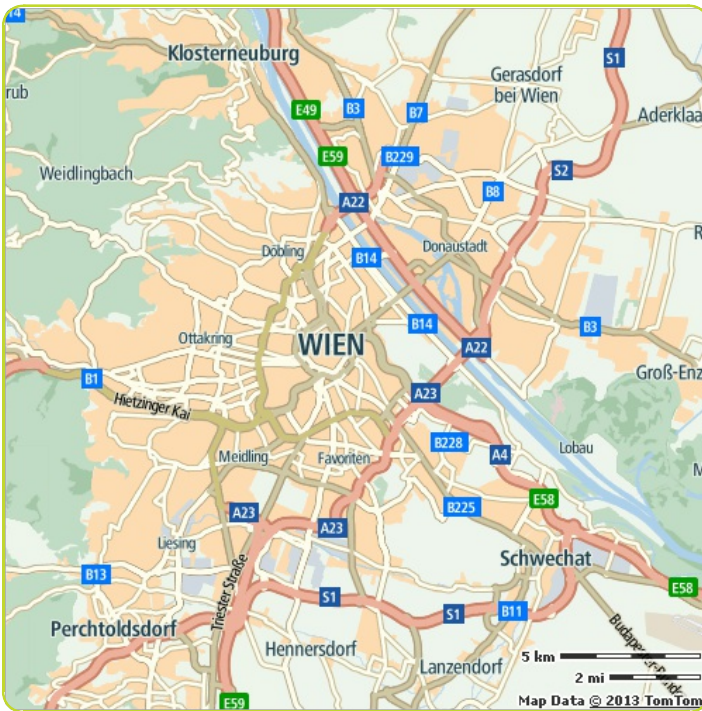 14
Klosterneuburg
S1
Gerasdorf
bei Wien
rub
E49
B3
B7
Aderklaa
E59
B229
Weidlingbach
S2
B8
A22
R
Döbling
B14
Donaustadt
Ottakring
WIEN
B14
B3
A22
B1
Groß-Enz
Hietzinger Kai
A23
B228
Lobau
Meidling
Favoriten
A4
M
E58
A23
B225
A23
Liesing
Schwechat
B13
Triester Straße
E58
S1
S1
B11
Perchtoldsdorf
Hennersdorf
Lanzendorf
5 km
2 mi
E59
Map Data © 2013 TomTom